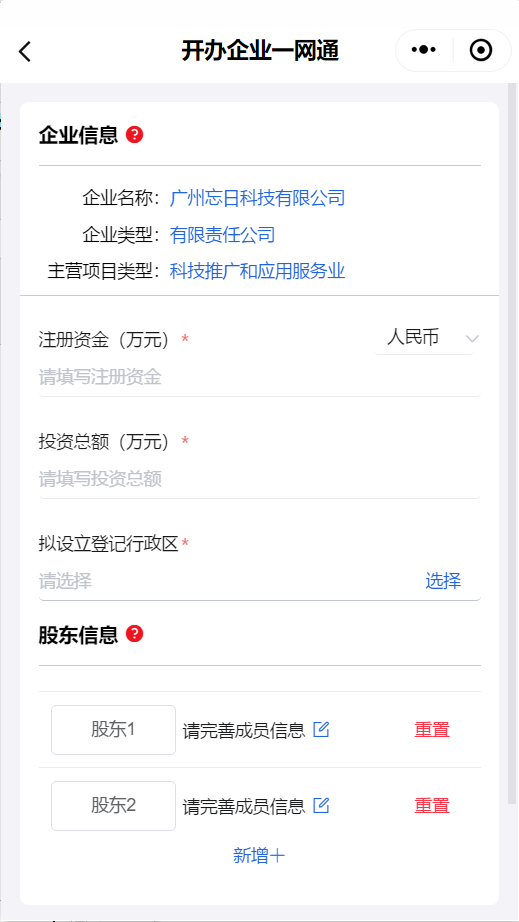 开办企业一网通
企业信息 ?
企业名称：广州忘日科技有限公司
企业类型：有限责任公司
主营项目类型：科技推广和应用服务业
注册资金（万元） * 人民币
请填写注册资金
投资总额（万元） *
请填写投资总额
拟设立登记行政区*
请选择 选择
股东信息 ?
股东1 请完善成员信息 重置
股东2 请完善成员信息 重置
新增＋